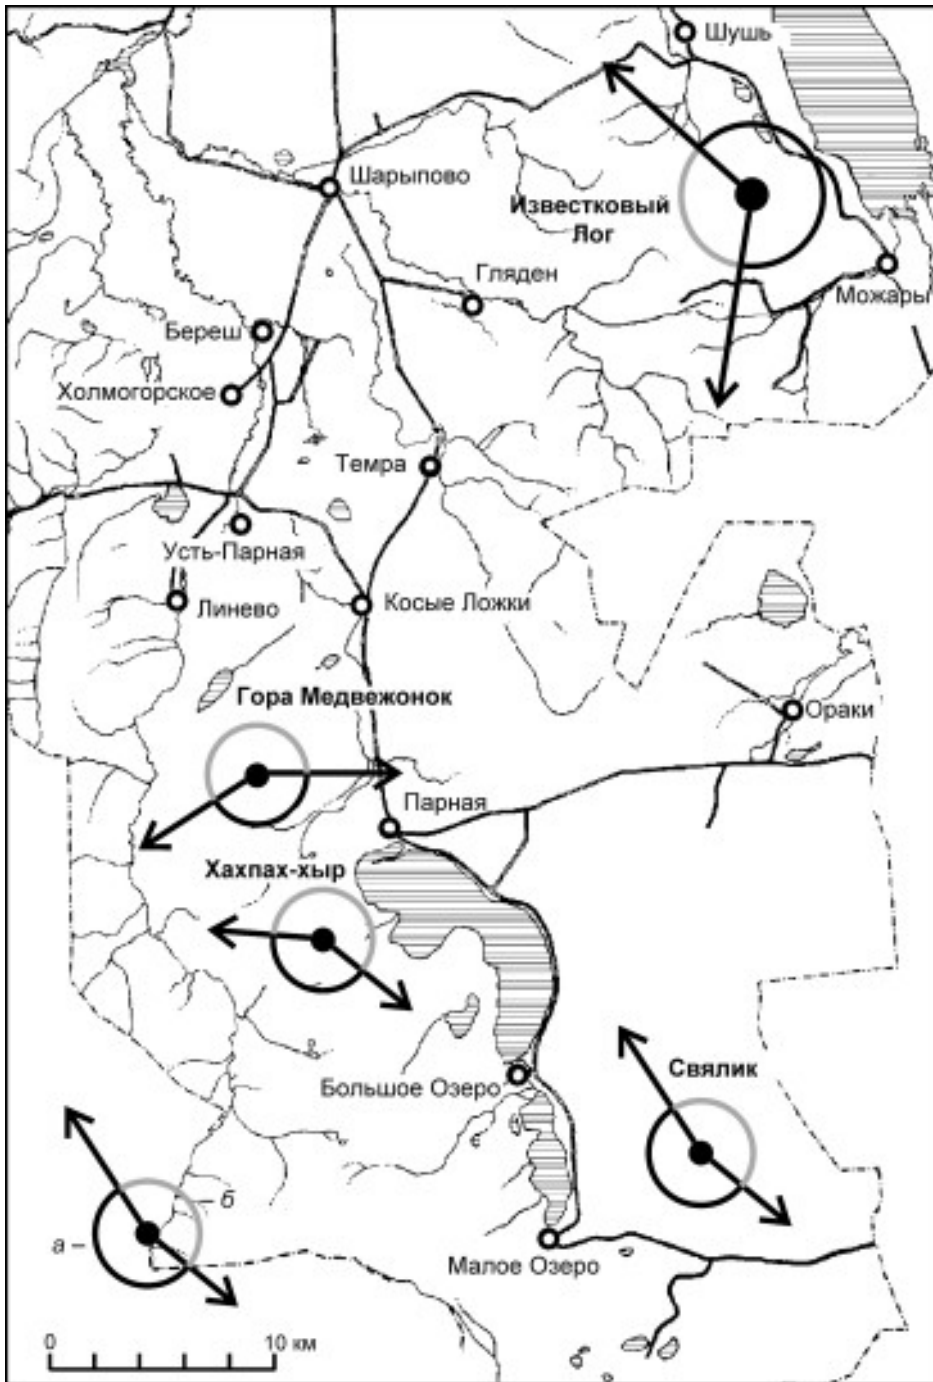 Шушь
Шарыпово
Известковый
Лог
Гляден
Можары
Береш
Холмогорское
Темра
Усть-Парная
Линево
Косые Ложки
Гора Медвежонок
Ораки
Парная
Хахпах-хыр
Большое Озеро
Свялик
б
а
Малое Озеро
0
10 км